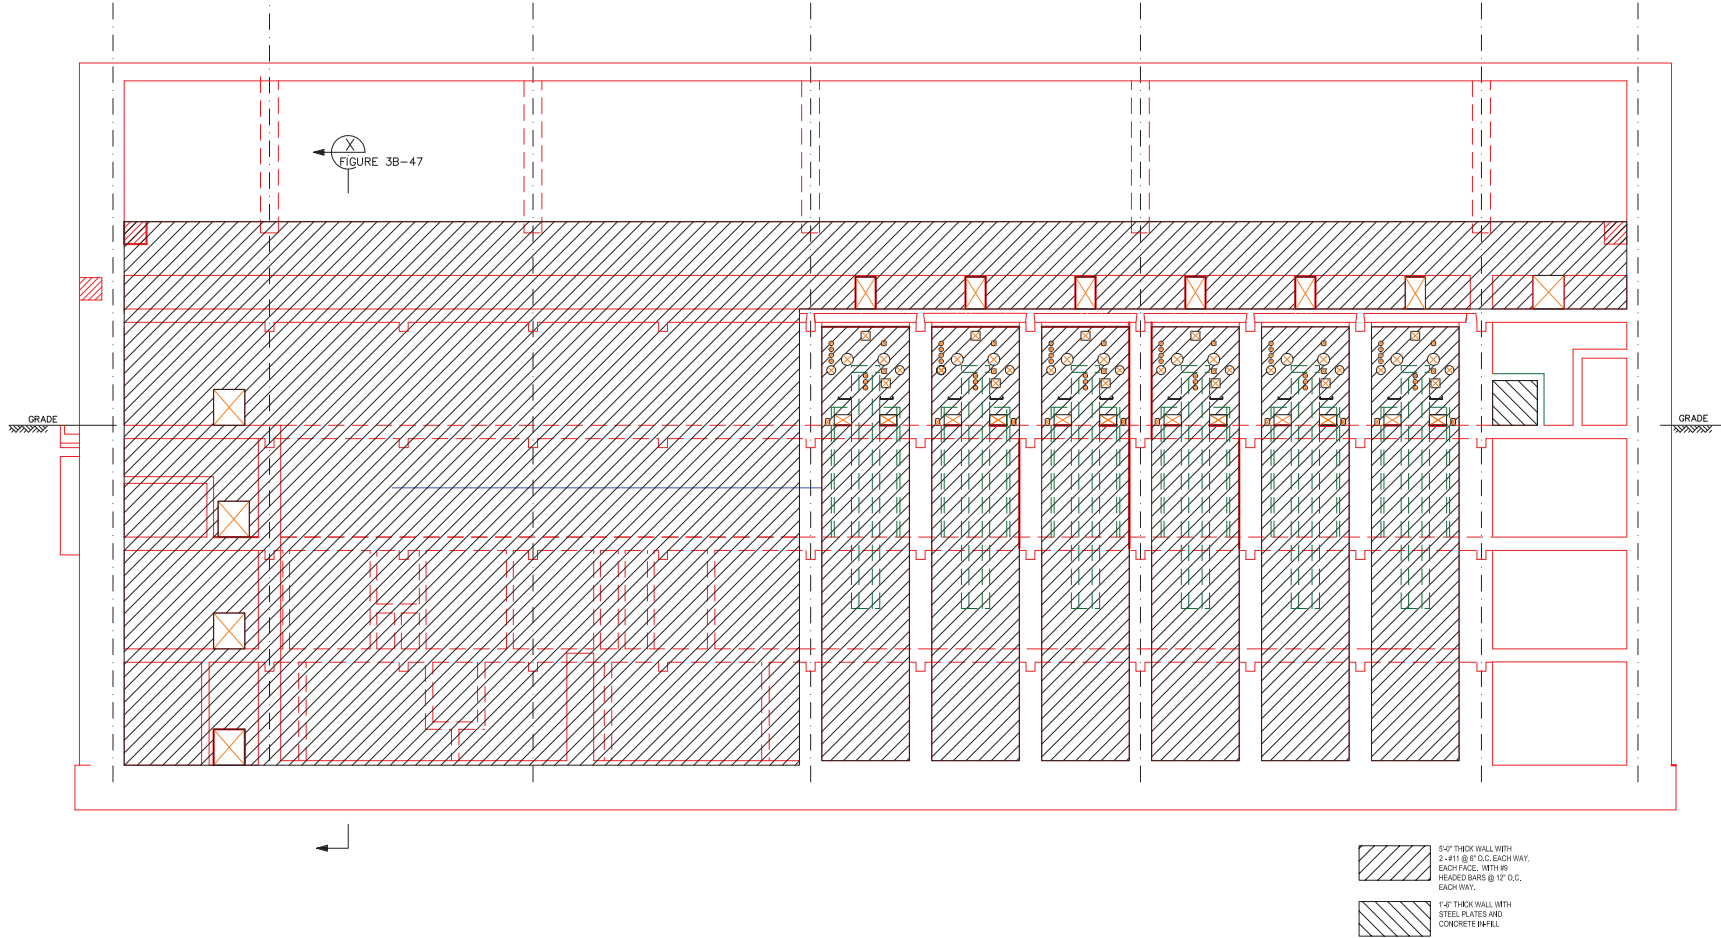 X
FIGURE 3B-47
GRADE
GRADE
5'-0" THICK WALL WITH
2 - #11 @ 6" O.C. EACH WAY,
EACH FACE. WITH #9
HEADED BARS @ 12" O.C.
EACH WAY.
1'-6" THICK WALL WITH
STEEL PLATES AND
CONCRETE IN-FILL